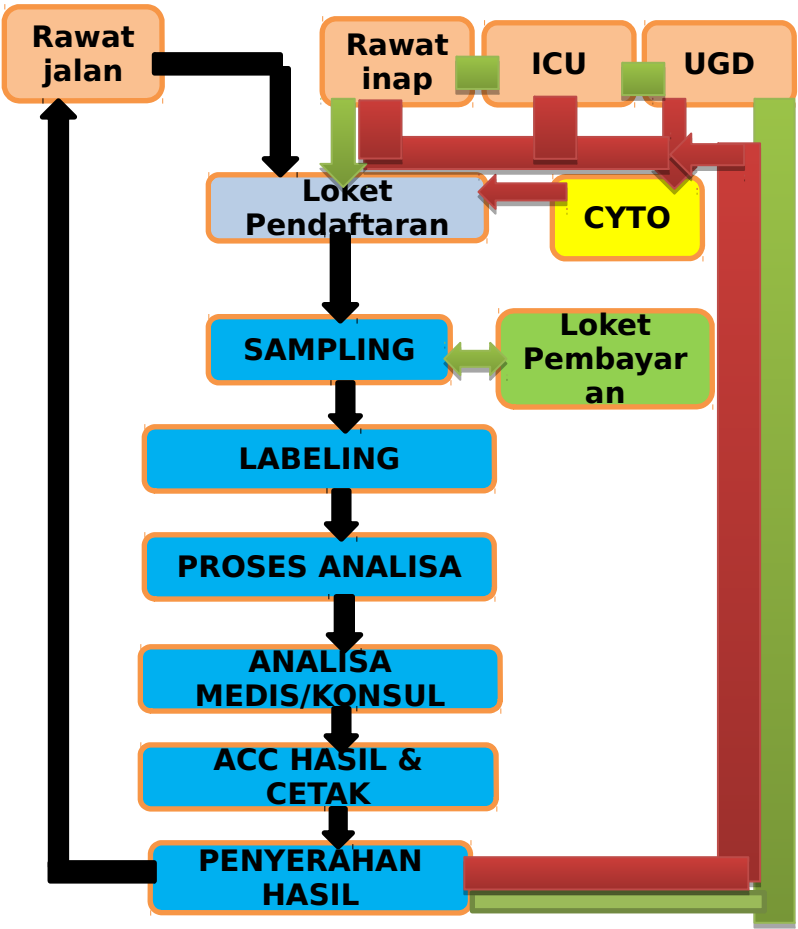 Rawat
jalan
Rawat
inap
ICU
UGD
Loket
Pendaftaran
CYTO
SAMPLING
Loket
Pembayar
an
LABELING
PROSES ANALISA
ANALISA
MEDIS/KONSUL
ACC HASIL &
CETAK
PENYERAHAN
HASIL